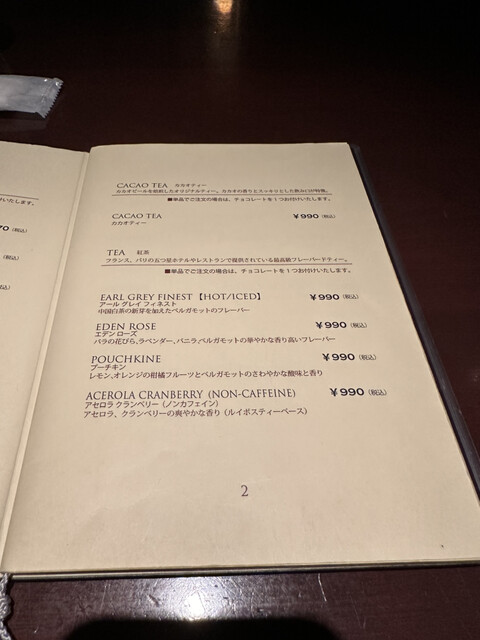 CACAO TEA カカオティー
カカオピールを焙煎したオリジナルティー。カカオの香りとスッキリとした飲み口が特徴。
■単品でご注文の場合は、チョコレートを1つお付けいたします。
CACAO TEA ¥990 (税込)
カカオティー
TEA 紅茶
フランス、パリの五つ星ホテルやレストランで提供されている最高級フレーバードティー。
■単品でご注文の場合は、チョコレートを1つお付けいたします。
EARL GREY FINEST【HOT/ICED】 ¥990 (税込)
アール グレイ フィネスト
中国白茶の新芽を加えたベルガモットのフレーバー
EDEN ROSE ¥990 (税込)
エデン ローズ
バラの花びら、ラベンダー、バニラ、ベルガモットの華やかな香り高いフレーバー
POUCHKINE ¥990 (税込)
プーチキン
レモン、オレンジの柑橘フルーツとベルガモットのさわやかな酸味と香り
ACEROLA CRANBERRY (NON-CAFFEINE) ¥990 (税込)
アセロラ クランベリー（ノンカフェイン）
アセロラ、クランベリーの爽やかな香り（ルイボスティーベース）
2
します。
70 (税込)
(税込)
税込)